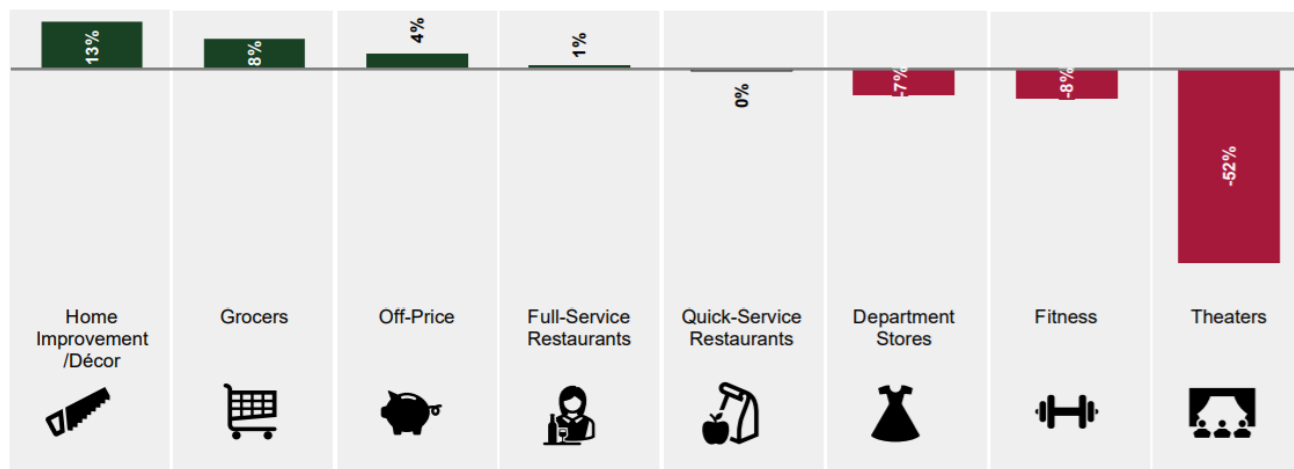 13%
8%
4%
1%
0%
-7%
-8%
-52%
Home
Improvement
/Décor
Grocers
Off-Price
Full-Service
Restaurants
Quick-Service
Restaurants
Department
Stores
Fitness
Theaters